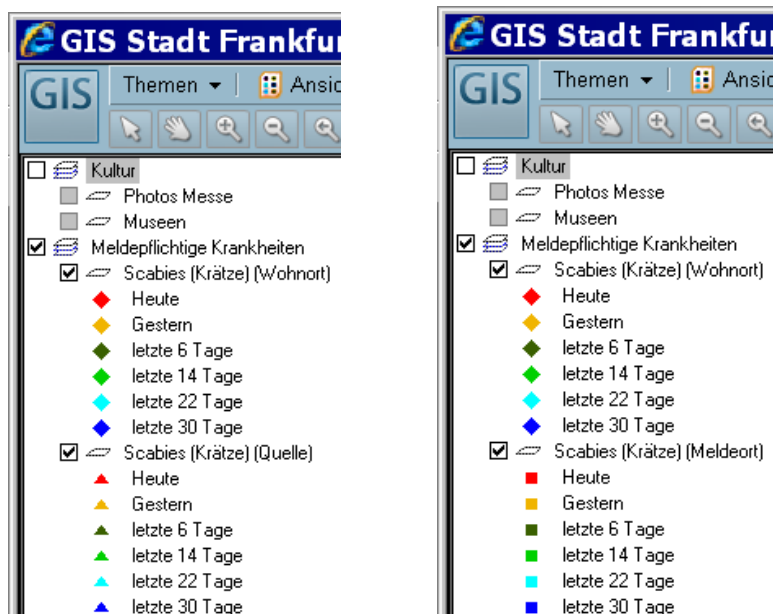 GIS Stadt Frankfu
GIS
Themen
Ansic
Kultur
Photos Messe
Museen
Meldepflichtige Krankheiten
Scabies (Krätze) (Wohnort)
Heute
Gestern
letzte 6 Tage
letzte 14 Tage
letzte 22 Tage
letzte 30 Tage
Scabies (Krätze) (Quelle)
Heute
Gestern
letzte 6 Tage
letzte 14 Tage
letzte 22 Tage
letzte 30 Tage
GIS Stadt Frankfu
GIS
Themen
Ansic
Kultur
Photos Messe
Museen
Meldepflichtige Krankheiten
Scabies (Krätze) (Wohnort)
Heute
Gestern
letzte 6 Tage
letzte 14 Tage
letzte 22 Tage
letzte 30 Tage
Scabies (Krätze) (Meldeort)
Heute
Gestern
letzte 6 Tage
letzte 14 Tage
letzte 22 Tage
letzte 30 Tage